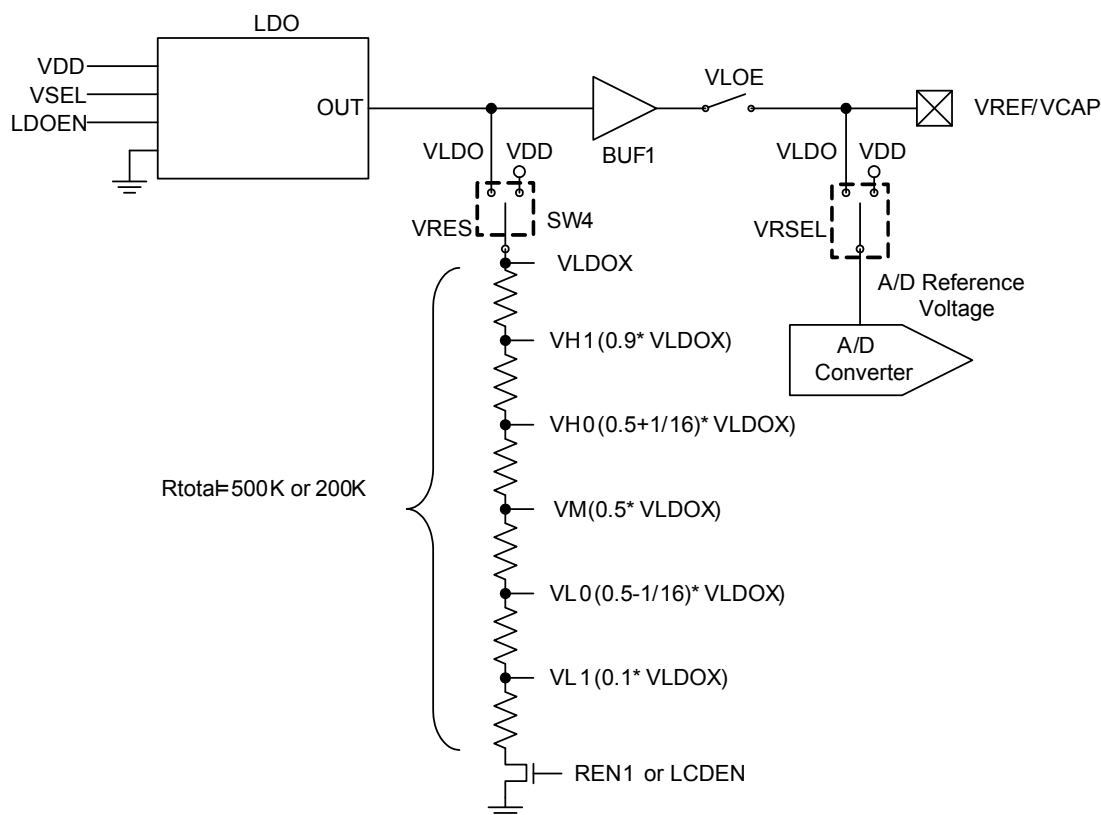 LDO
VDD
VSEL
LDOEN
OUT
BUF1
VLOE
VREF/VCAP
VLDO
VDD
VRES
SW4
VLDO
VDD
VRSEL
VLDOX
A/D Reference
Voltage
A/D
Converter
VH1(0.9* VLDOX)
VH0(0.5+1/16)* VLDOX)
Rtotal=500K or 200K
VM(0.5* VLDOX)
VL0(0.5-1/16)* VLDOX)
VL1(0.1* VLDOX)
REN1 or LCDEN